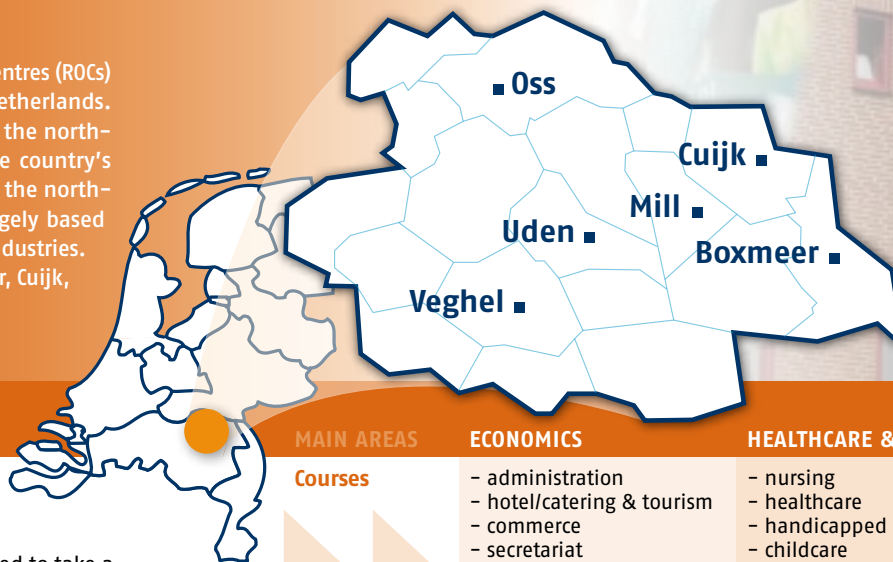 entres (ROCs)
etherlands.
the north-
e country's
the north-
gely based
dustries.
r, Cuijk,
Oss
Cuijk
Mill
Uden
Boxmeer
Veghel
MAIN AREAS
Courses
ECONOMICS
- administration
- hotel/catering & tourism
- commerce
- secretariat
HEALTHCARE &
- nursing
- healthcare
- handicapped
- childcare
ed to take a